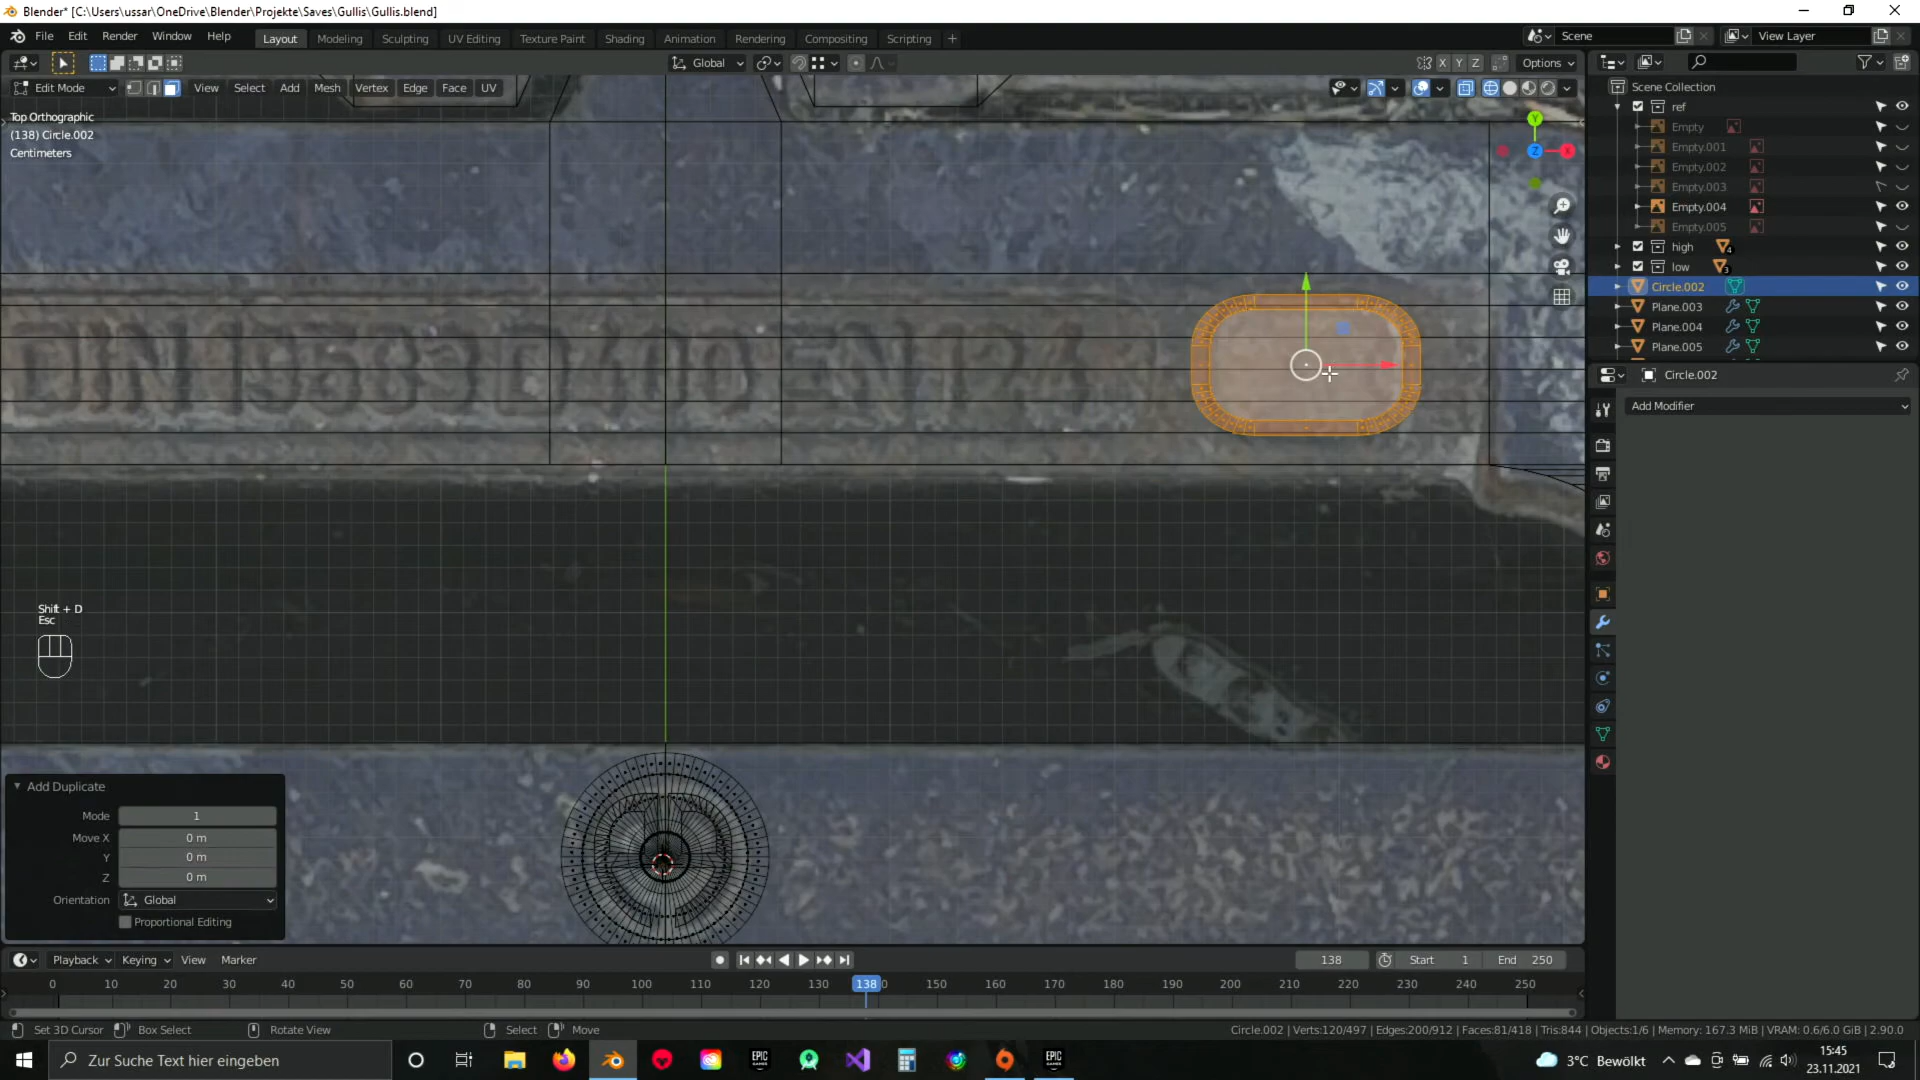 Blender* [C:\Users\ussar\OneDrive\Blender\Projekte\Saves\Gullis\Gullis.blend]
File Edit Render Window Help Layout Modeling Sculpting UV Editing Texture Paint Shading Animation Rendering Compositing Scripting + Scene View Layer
Global Options X Y Z
Edit Mode View Select Add Mesh Vertex Edge Face UV
Top Orthographic
(138) Circle.002
Centimeters
Scene Collection
ref
Empty
Empty.001
Empty.002
Empty.003
Empty.004
Empty.005
high 4
low 3
Circle.002
Plane.003
Plane.004
Plane.005
Circle.002
Add Modifier
Y
Z
X
DIN 19583
Shift + D
Esc
Add Duplicate
Mode 1
Move X 0 m
Y 0 m
Z 0 m
Orientation Global
Proportional Editing
Playback Keying View Marker 138 Start 1 End 250
0 10 20 30 40 50 60 70 80 90 100 110 120 130 138 150 160 170 180 190 200 210 220 230 240 250
Set 3D Cursor Box Select Rotate View Select Move Circle.002 | Verts:120/497 | Edges:200/912 | Faces:81/418 | Tris:844 | Objects:1/6 | Memory: 167.3 MiB | VRAM: 0.6/6.0 GiB | 2.90.0
Zur Suche Text hier eingeben
EPIC GAMES
EPIC GAMES
3°C Bewölkt
15:45
23.11.2021